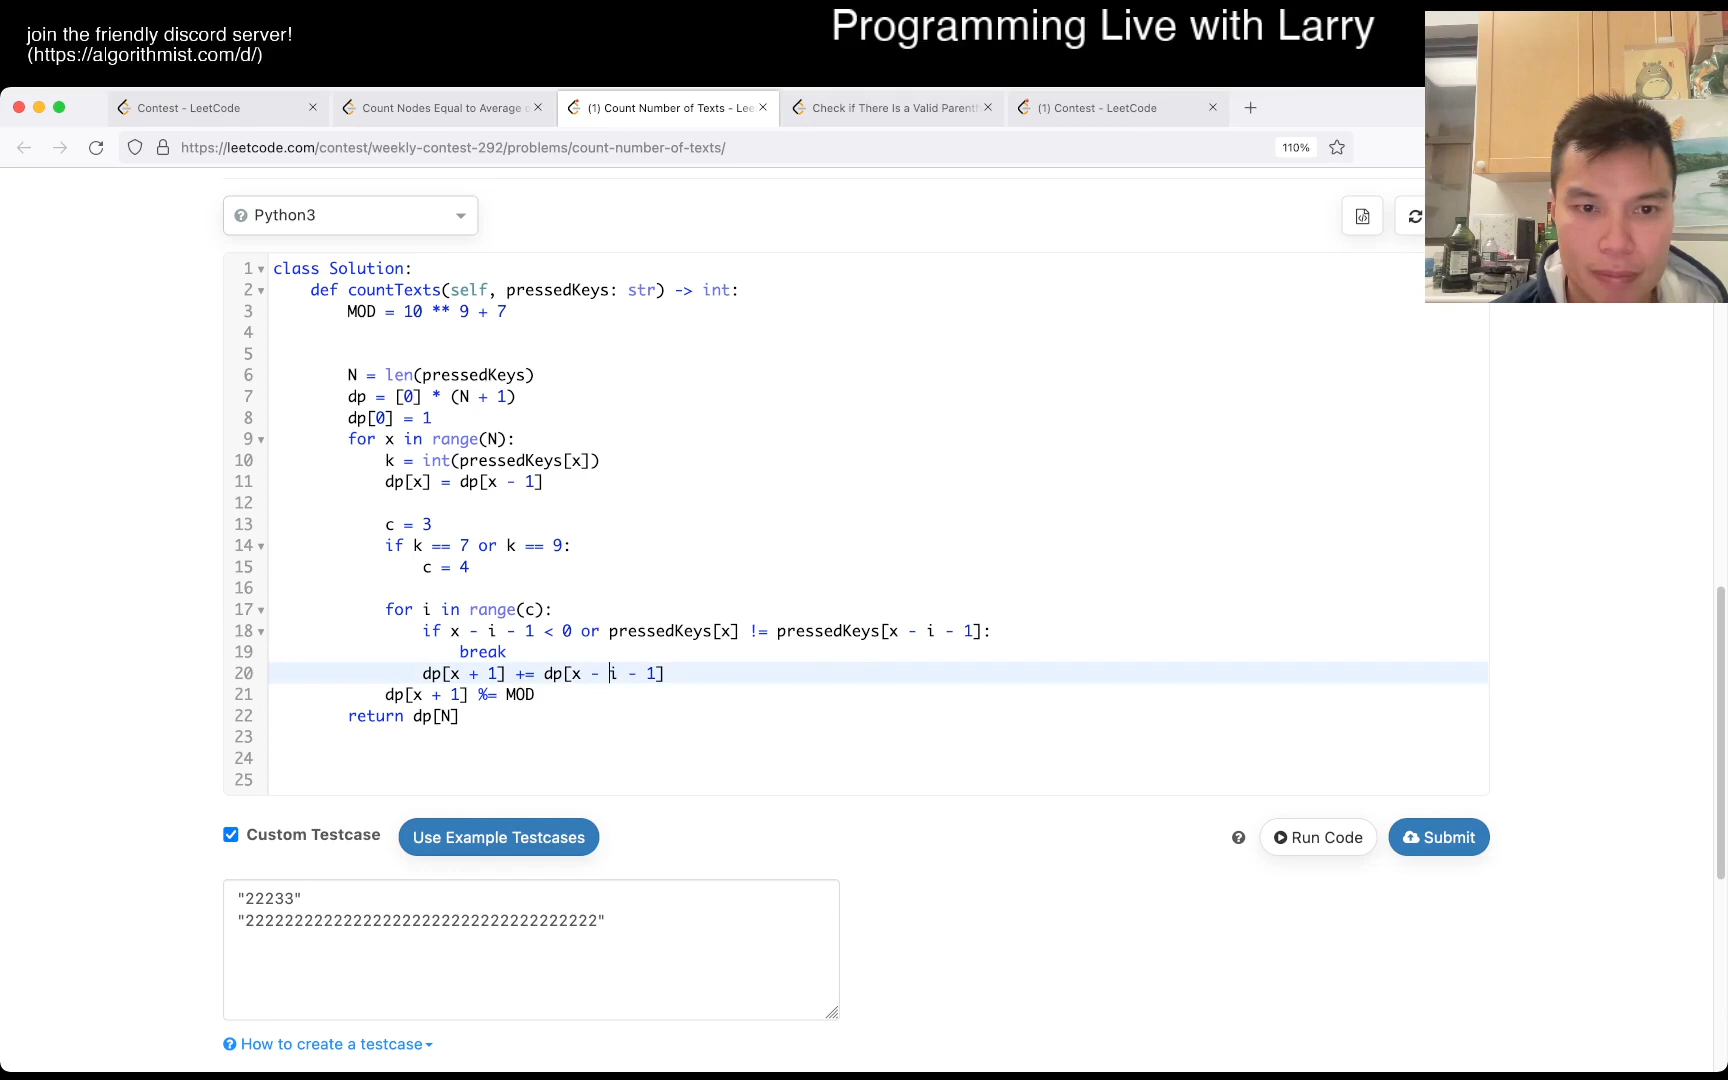 join the friendly discord server!
(https://algorithmist.com/d/)
Programming Live with Larry
Contest - LeetCode
Count Nodes Equal to Average o
(1) Count Number of Texts - Lee
Check if There Is a Valid Parenth
(1) Contest - LeetCode
https://leetcode.com/contest/weekly-contest-292/problems/count-number-of-texts/
110%
Python3
1 class Solution:
2     def countTexts(self, pressedKeys: str) -> int:
3         MOD = 10 ** 9 + 7
4
5
6         N = len(pressedKeys)
7         dp = [0] * (N + 1)
8         dp[0] = 1
9         for x in range(N):
10             k = int(pressedKeys[x])
11             dp[x] = dp[x - 1]
12
13             c = 3
14             if k == 7 or k == 9:
15                 c = 4
16
17             for i in range(c):
18                 if x - i - 1 < 0 or pressedKeys[x] != pressedKeys[x - i - 1]:
19                     break
20                 dp[x + 1] += dp[x - i - 1]
21             dp[x + 1] %= MOD
22         return dp[N]
23
24
25
Custom Testcase
Use Example Testcases
Run Code
Submit
"22233"
"222222222222222222222222222222222222"
How to create a testcase